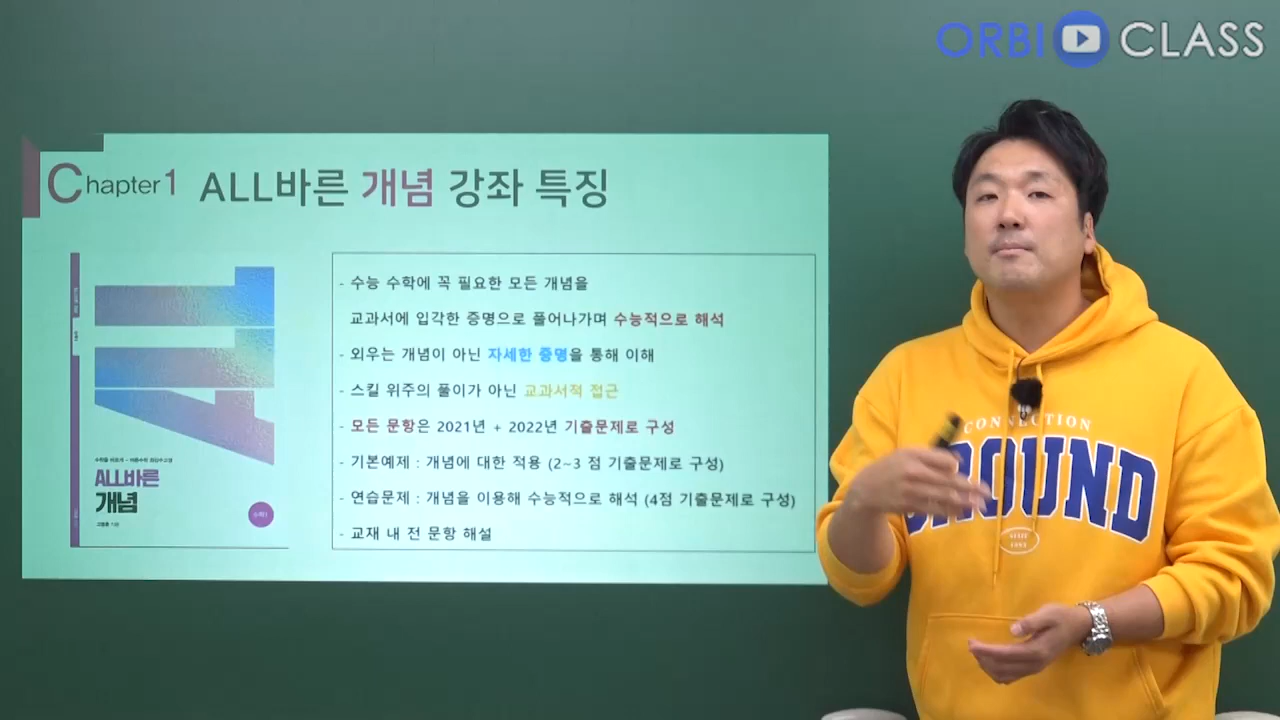 ORBI CLASS
Chapter 1 ALL바른 개념 강좌 특징
- 수능 수학에 꼭 필요한 모든 개념을
교과서에 입각한 증명으로 풀어나가며 수능적으로 해석
- 외우는 개념이 아닌 자세한 증명을 통해 이해
- 스킬 위주의 풀이가 아닌 교과서적 접근
- 모든 문항은 2021년 + 2022년 기출문제로 구성
- 기본예제 : 개념에 대한 적용 (2~3 점 기출문제로 구성)
- 연습문제 : 개념을 이용해 수능적으로 해석 (4점 기출문제로 구성)
- 교재 내 전 문항 해설
ALL
ALL바른
개념
CONNECTION
GROUND